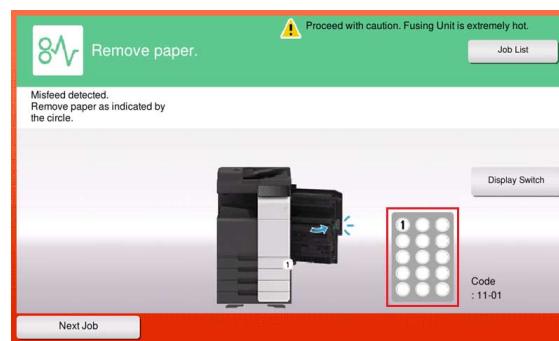 Remove paper.
Proceed with caution. Fusing Unit is extremely hot.
Job List
Misfeed detected.
Remove paper as indicated by
the circle.
Display Switch
1
1
Code
: 11-01
Next Job